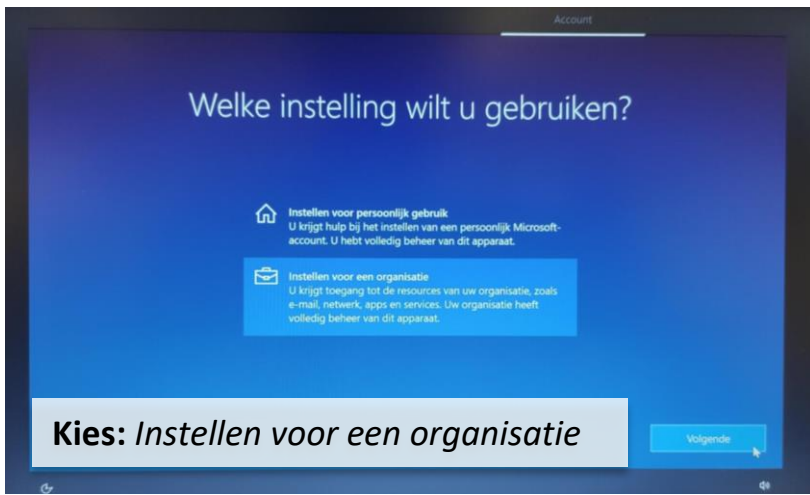 Account
Welke instelling wilt u gebruiken?
Instellen voor persoonlijk gebruik
U krijgt hulp bij het instellen van een persoonlijk Microsoft-
account. U hebt volledig beheer van dit apparaat.
Instellen voor een organisatie
U krijgt toegang tot de resources van uw organisatie, zoals
e-mail, netwerk, apps en services. Uw organisatie heeft
volledig beheer van dit apparaat.
Kies: Instellen voor een organisatie
Volgende